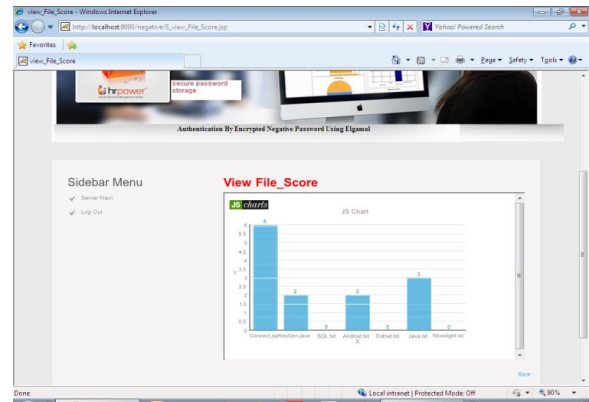 view_File_Score - Windows Internet Explorer
http://localhost:9090/negative/S_view_File_Score.jsp
Yahoo! Powered Search
Favorites
view_File_Score
Page Safety Tools
hrpower
secure password
storage
Authentication By Encrypted Negative Password Using Elgamal
Sidebar Menu
Server Main
Log Out
View File_Score
JS charts
JS Chart
6
6
5.5
5
4.5
4
Y 3.5
3
3
2.5
2
2
2
1.5
1
0.5
0
0
0
0
Connect.jsp KeyGen.java SQL.txt Android.txt Dotnet.txt Java.txt Silverlight.txt
X
Back
Done
Local intranet | Protected Mode: Off
90%